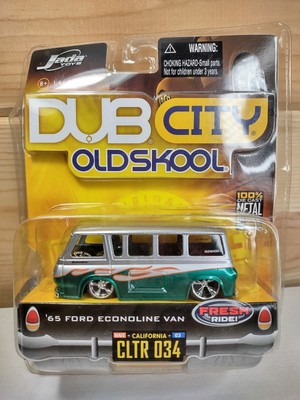 Jada
TOYS
8+
WARNING:
CHOKING HAZARD-Small parts.
Not for children under 3 years.
DUB CITY
OLDSKOOL
100%
DIE CAST
METAL
'65 FORD ECONOLINE VAN
FRESH
RIDE!
CALIFORNIA
CLTR 034